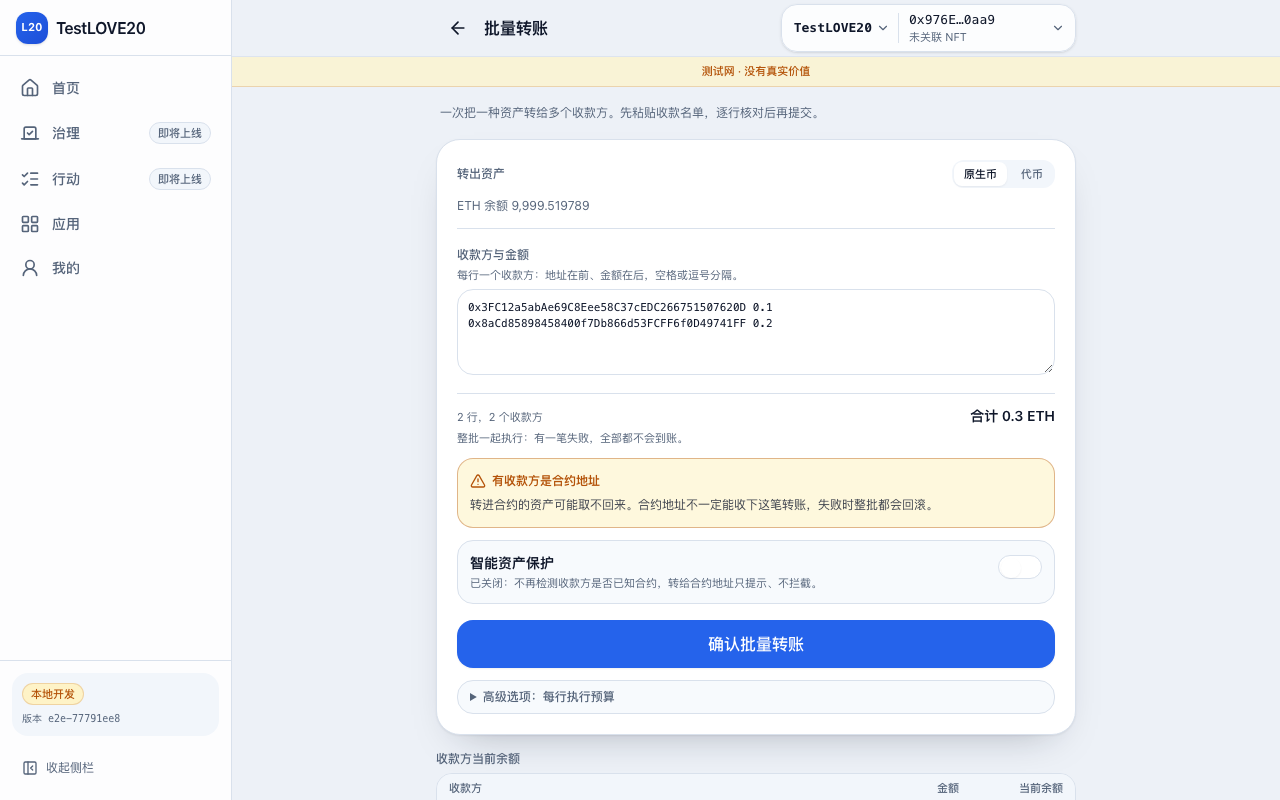 L20 TestLOVE20
首页
治理 即将上线
行动 即将上线
应用
我的
本地开发
版本 e2e-77791ee8
收起侧栏
批量转账
TestLOVE20
0x976E…0aa9
未关联 NFT
测试网 · 没有真实价值
一次把一种资产转给多个收款方。先粘贴收款名单，逐行核对后再提交。
转出资产 原生币 代币
ETH 余额 9,999.519789
收款方与金额
每行一个收款方：地址在前、金额在后，空格或逗号分隔。
0x3FC12a5abAe69C8Eee58C37cEDC266751507620D 0.1
0x8aCd85898458400f7Db866d53FCFF6f0D49741FF 0.2
2 行，2 个收款方 合计 0.3 ETH
整批一起执行：有一笔失败，全部都不会到账。
有收款方是合约地址
转进合约的资产可能取不回来。合约地址不一定能收下这笔转账，失败时整批都会回滚。
智能资产保护
已关闭：不再检测收款方是否已知合约，转给合约地址只提示、不拦截。
确认批量转账
高级选项：每行执行预算
收款方当前余额
收款方 金额 当前余额